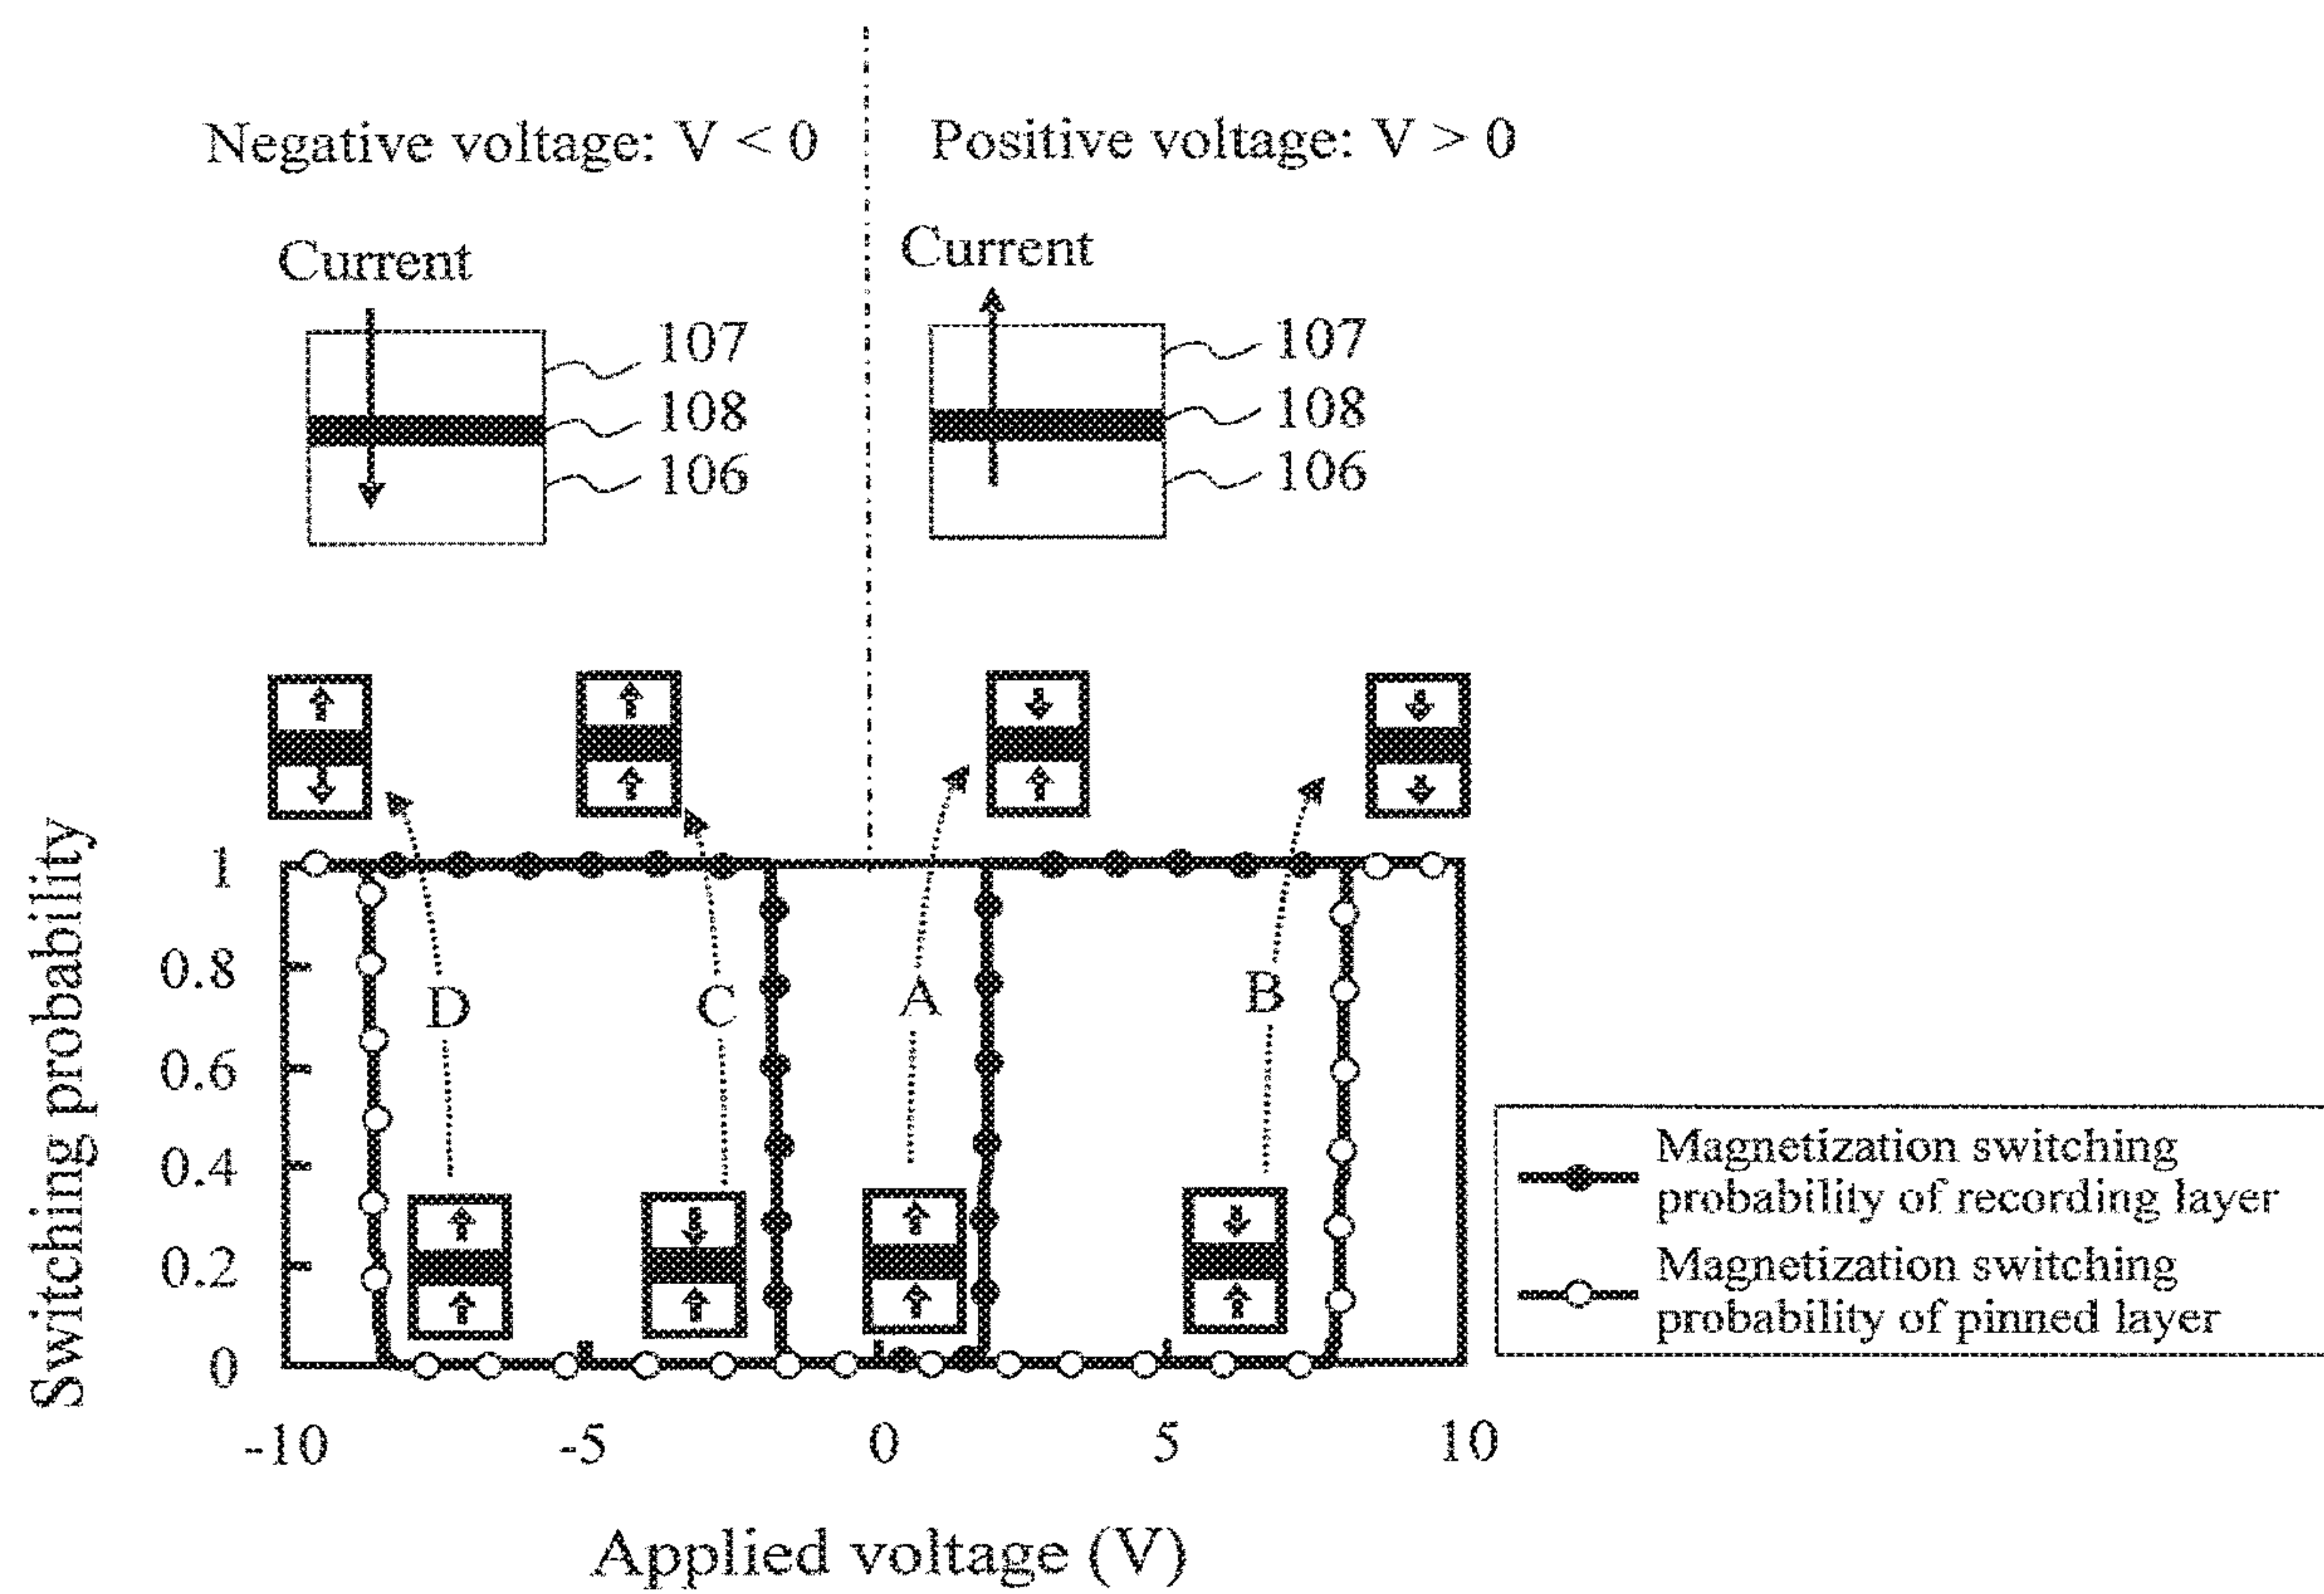 Negative voltage: V < 0
Positive voltage: V > 0
Current
107
108
106
Current
107
108
106
Switching probability
1
0.8
0.6
0.4
0.2
0
D
C
A
B
-10
-5
0
5
10
Applied voltage (V)
Magnetization switching
probability of recording layer
Magnetization switching
probability of pinned layer